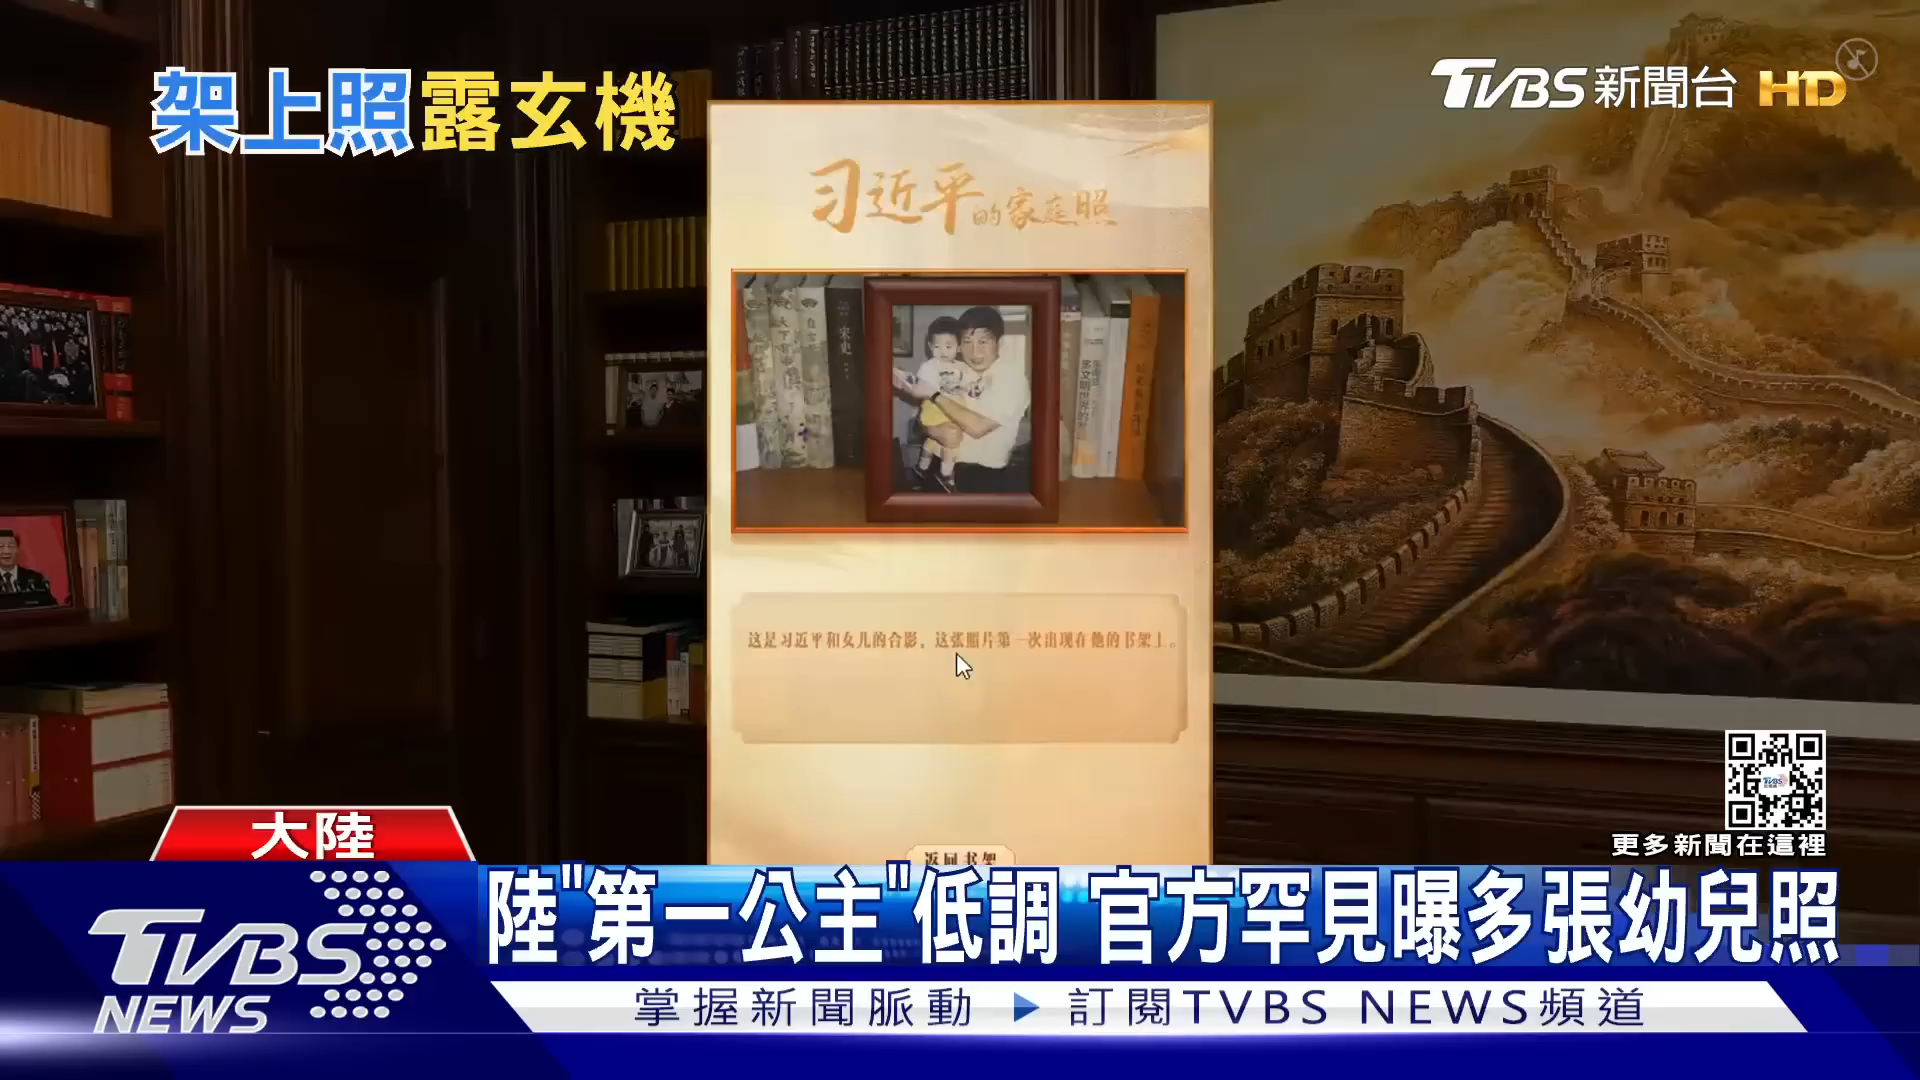 架上照露玄機
TVBS新聞台 HD
习近平的家庭照
宋史
这是习近平和女儿的合影，这张照片第一次出现在他的书架上。
返回书架
更多新聞在這裡
大陸
陸"第一公主"低調 官方罕見曝多張幼兒照
TVBS
NEWS
掌握新聞脈動 ▶ 訂閱TVBS NEWS頻道